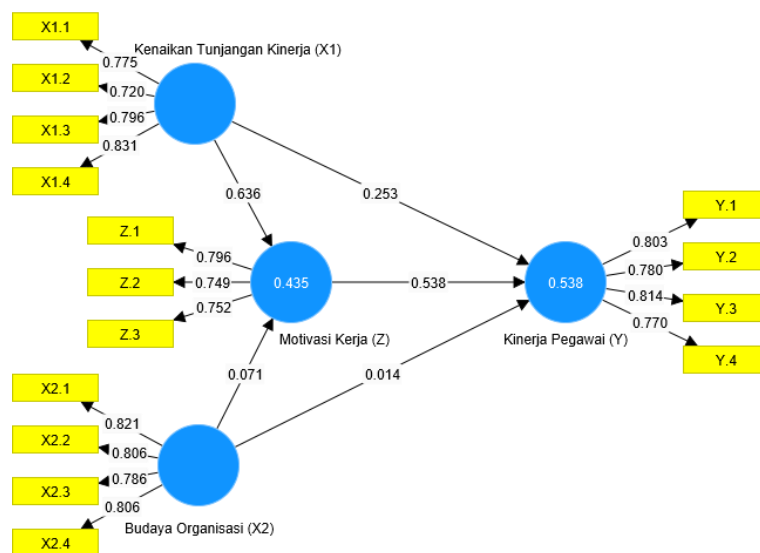 X1.1
Kenaikan Tunjangan Kinerja (X1)
0.775
X1.2
0.720
X1.3
0.796
0.831
X1.4
0.636
0.253
Z.1
0.796
Z.2
0.749
Z.3
0.752
0.435
Motivasi Kerja (Z)
0.538
0.538
Kinerja Pegawai (Y)
Y.1
0.803
Y.2
0.780
0.814
Y.3
0.770
Y.4
0.071
0.014
X2.1
0.821
X2.2
0.806
0.786
X2.3
0.806
X2.4
Budaya Organisasi (X2)